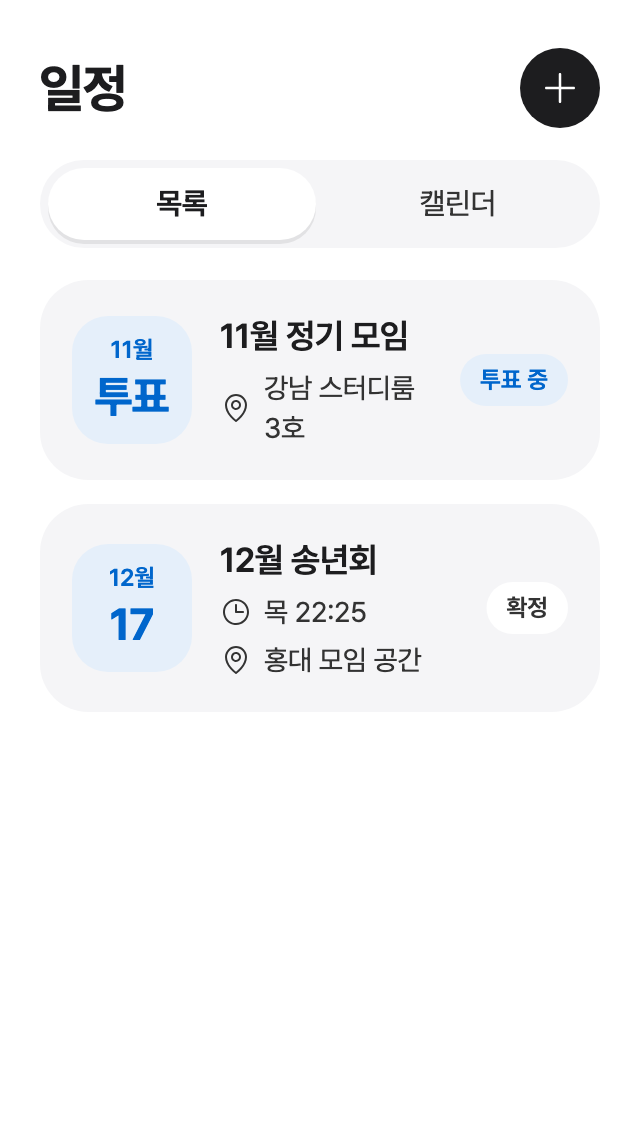 일정
목록
캘린더
11월
투표
11월 정기 모임
강남 스터디룸
3호
투표 중
12월
17
12월 송년회
목 22:25
홍대 모임 공간
확정